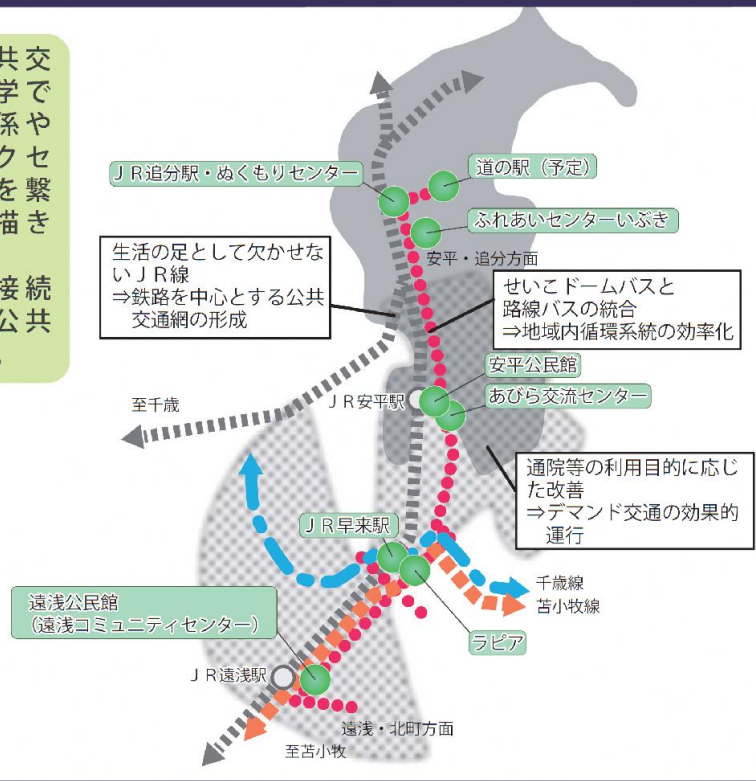 共交
学で
係や
クセ
を繋
描き
接続
公共
JR追分駅・ぬくもりセンター
道の駅（予定）
ふれあいセンターいぶき
安平・追分方面
生活の足として欠かせな
いJR線
⇒鉄路を中心とする公共
交通網の形成
せいこドームバスと
路線バスの統合
⇒地域内循環系統の効率化
安平公民館
JR安平駅
あびら交流センター
至千歳
通院等の利用目的に応じ
た改善
⇒デマンド交通の効果的
運行
JR早来駅
千歳線
苫小牧線
遠浅公民館
（遠浅コミュニティセンター）
ラピア
JR遠浅駅
遠浅・北町方面
至苫小牧